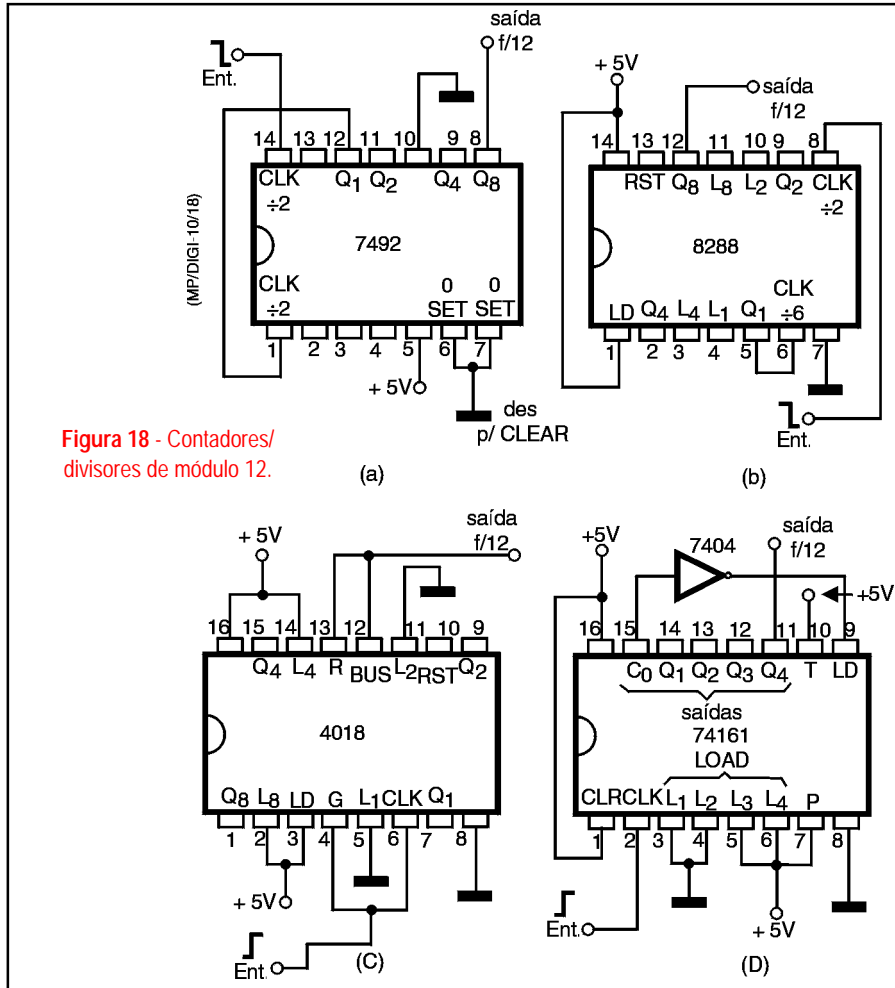 saída
f/12
Ent.
14 13 12 11 10 9 8
CLK Q1 Q2 Q4 Q8
÷2
7492
CLK 0 0
÷2 SET SET
1 2 3 4 5 6 7
+ 5V
des
p/ CLEAR
(MP/DIGI-10/18)
(a)
+ 5V
saída
f/12
14 13 12 11 10 9 8
RST Q8 L8 L2 Q2 CLK
÷2
8288
CLK
LD Q4 L4 L1 Q1 ÷6
1 2 3 4 5 6 7
Ent.
(b)
Figura 18 - Contadores/
divisores de módulo 12.
+ 5V
saída
f/12
16 15 14 13 12 11 10 9
Q4 L4 R BUS L2 RST Q2
4018
Q8 L8 LD G L1 CLK Q1
1 2 3 4 5 6 7 8
+ 5V
Ent.
(C)
+5V
7404
saída
f/12
+5V
16 15 14 13 12 11 10 9
C0 Q1 Q2 Q3 Q4 T LD
saídas
74161
LOAD
CLR CLK L1 L2 L3 L4 P
1 2 3 4 5 6 7 8
Ent.
+ 5V
(D)